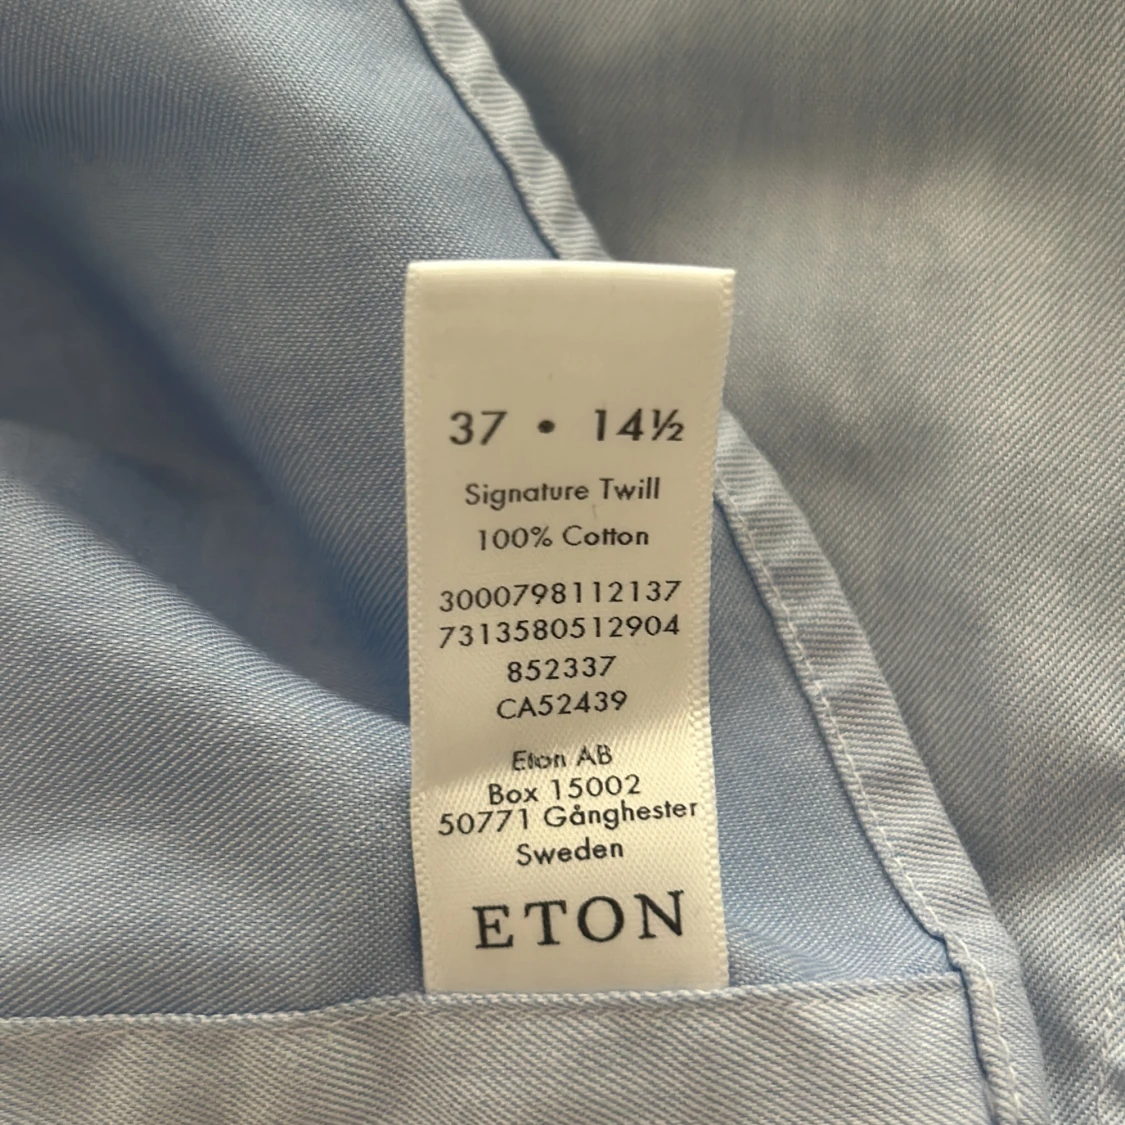 37 • 14½
Signature Twill
100% Cotton
3000798112137
7313580512904
852337
CA52439
Eton AB
Box 15002
50771 Gånghester
Sweden
ETON